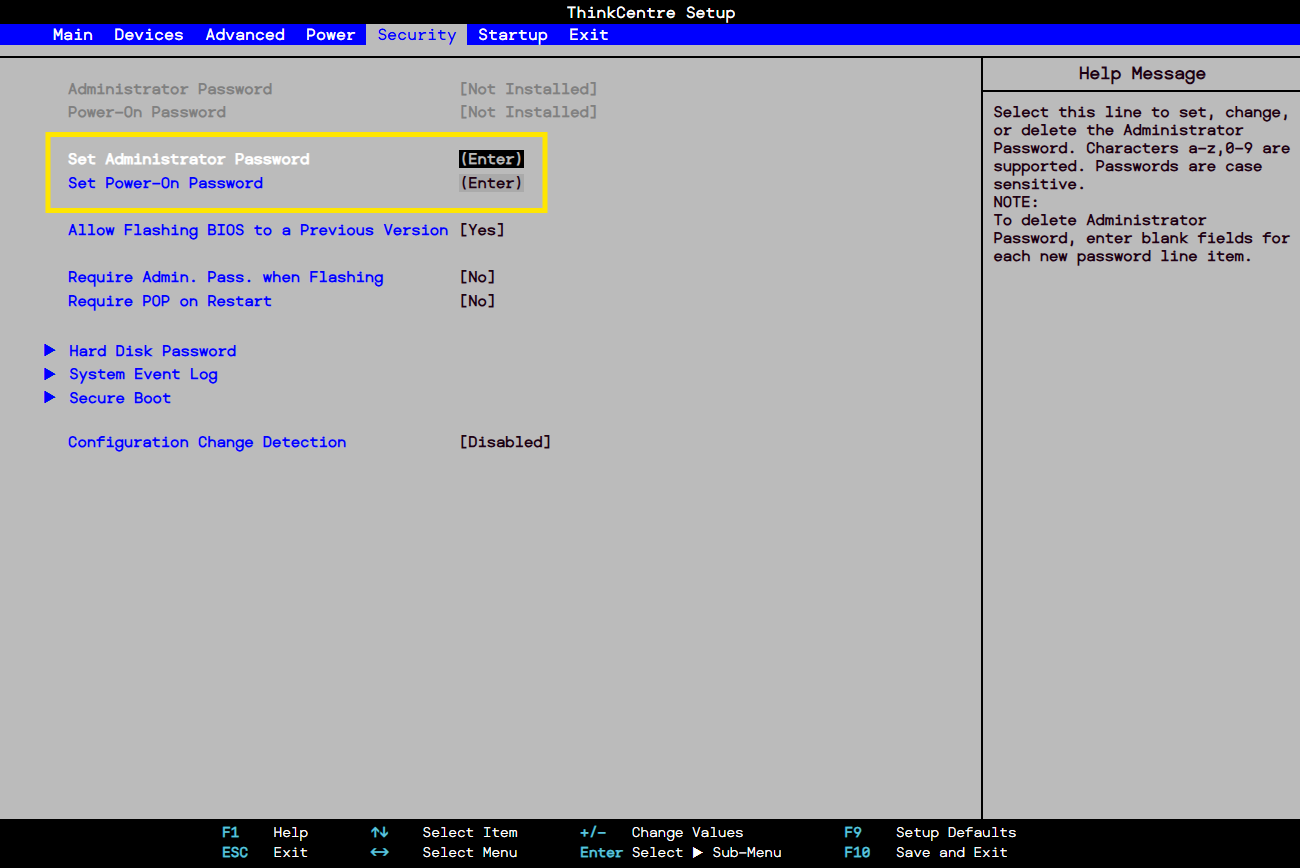 ThinkCentre Setup
Main Devices Advanced Power Security Startup Exit
Administrator Password [Not Installed]
Power-On Password [Not Installed]
Set Administrator Password (Enter)
Set Power-On Password (Enter)
Allow Flashing BIOS to a Previous Version [Yes]
Require Admin. Pass. when Flashing [No]
Require POP on Restart [No]
▶ Hard Disk Password
▶ System Event Log
▶ Secure Boot
Configuration Change Detection [Disabled]
Help Message
Select this line to set, change,
or delete the Administrator
Password. Characters a-z,0-9 are
supported. Passwords are case
sensitive.
NOTE:
To delete Administrator
Password, enter blank fields for
each new password line item.
F1 Help ↑↓ Select Item +/- Change Values F9 Setup Defaults
ESC Exit ↔ Select Menu Enter Select ▶ Sub-Menu F10 Save and Exit